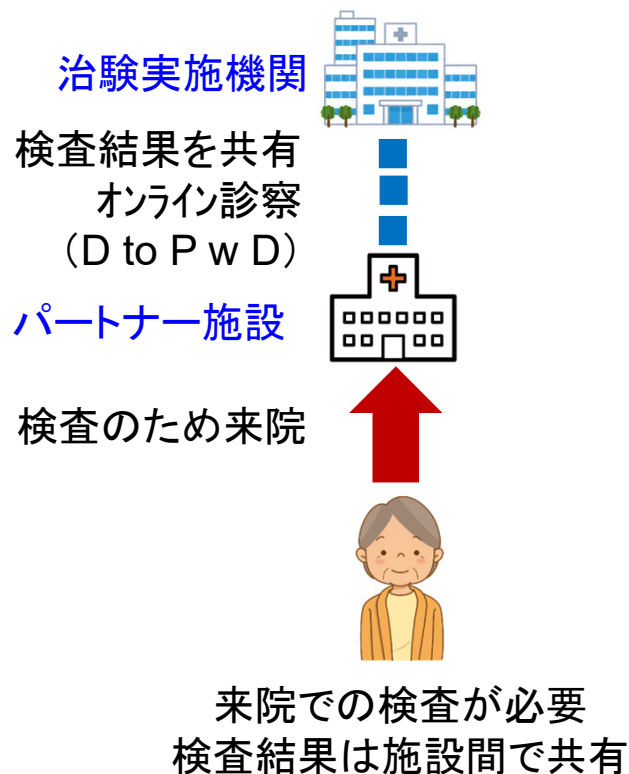 治験実施機関
検査結果を共有
オンライン診察
（D to P w D）
パートナー施設
検査のため来院
来院での検査が必要
検査結果は施設間で共有